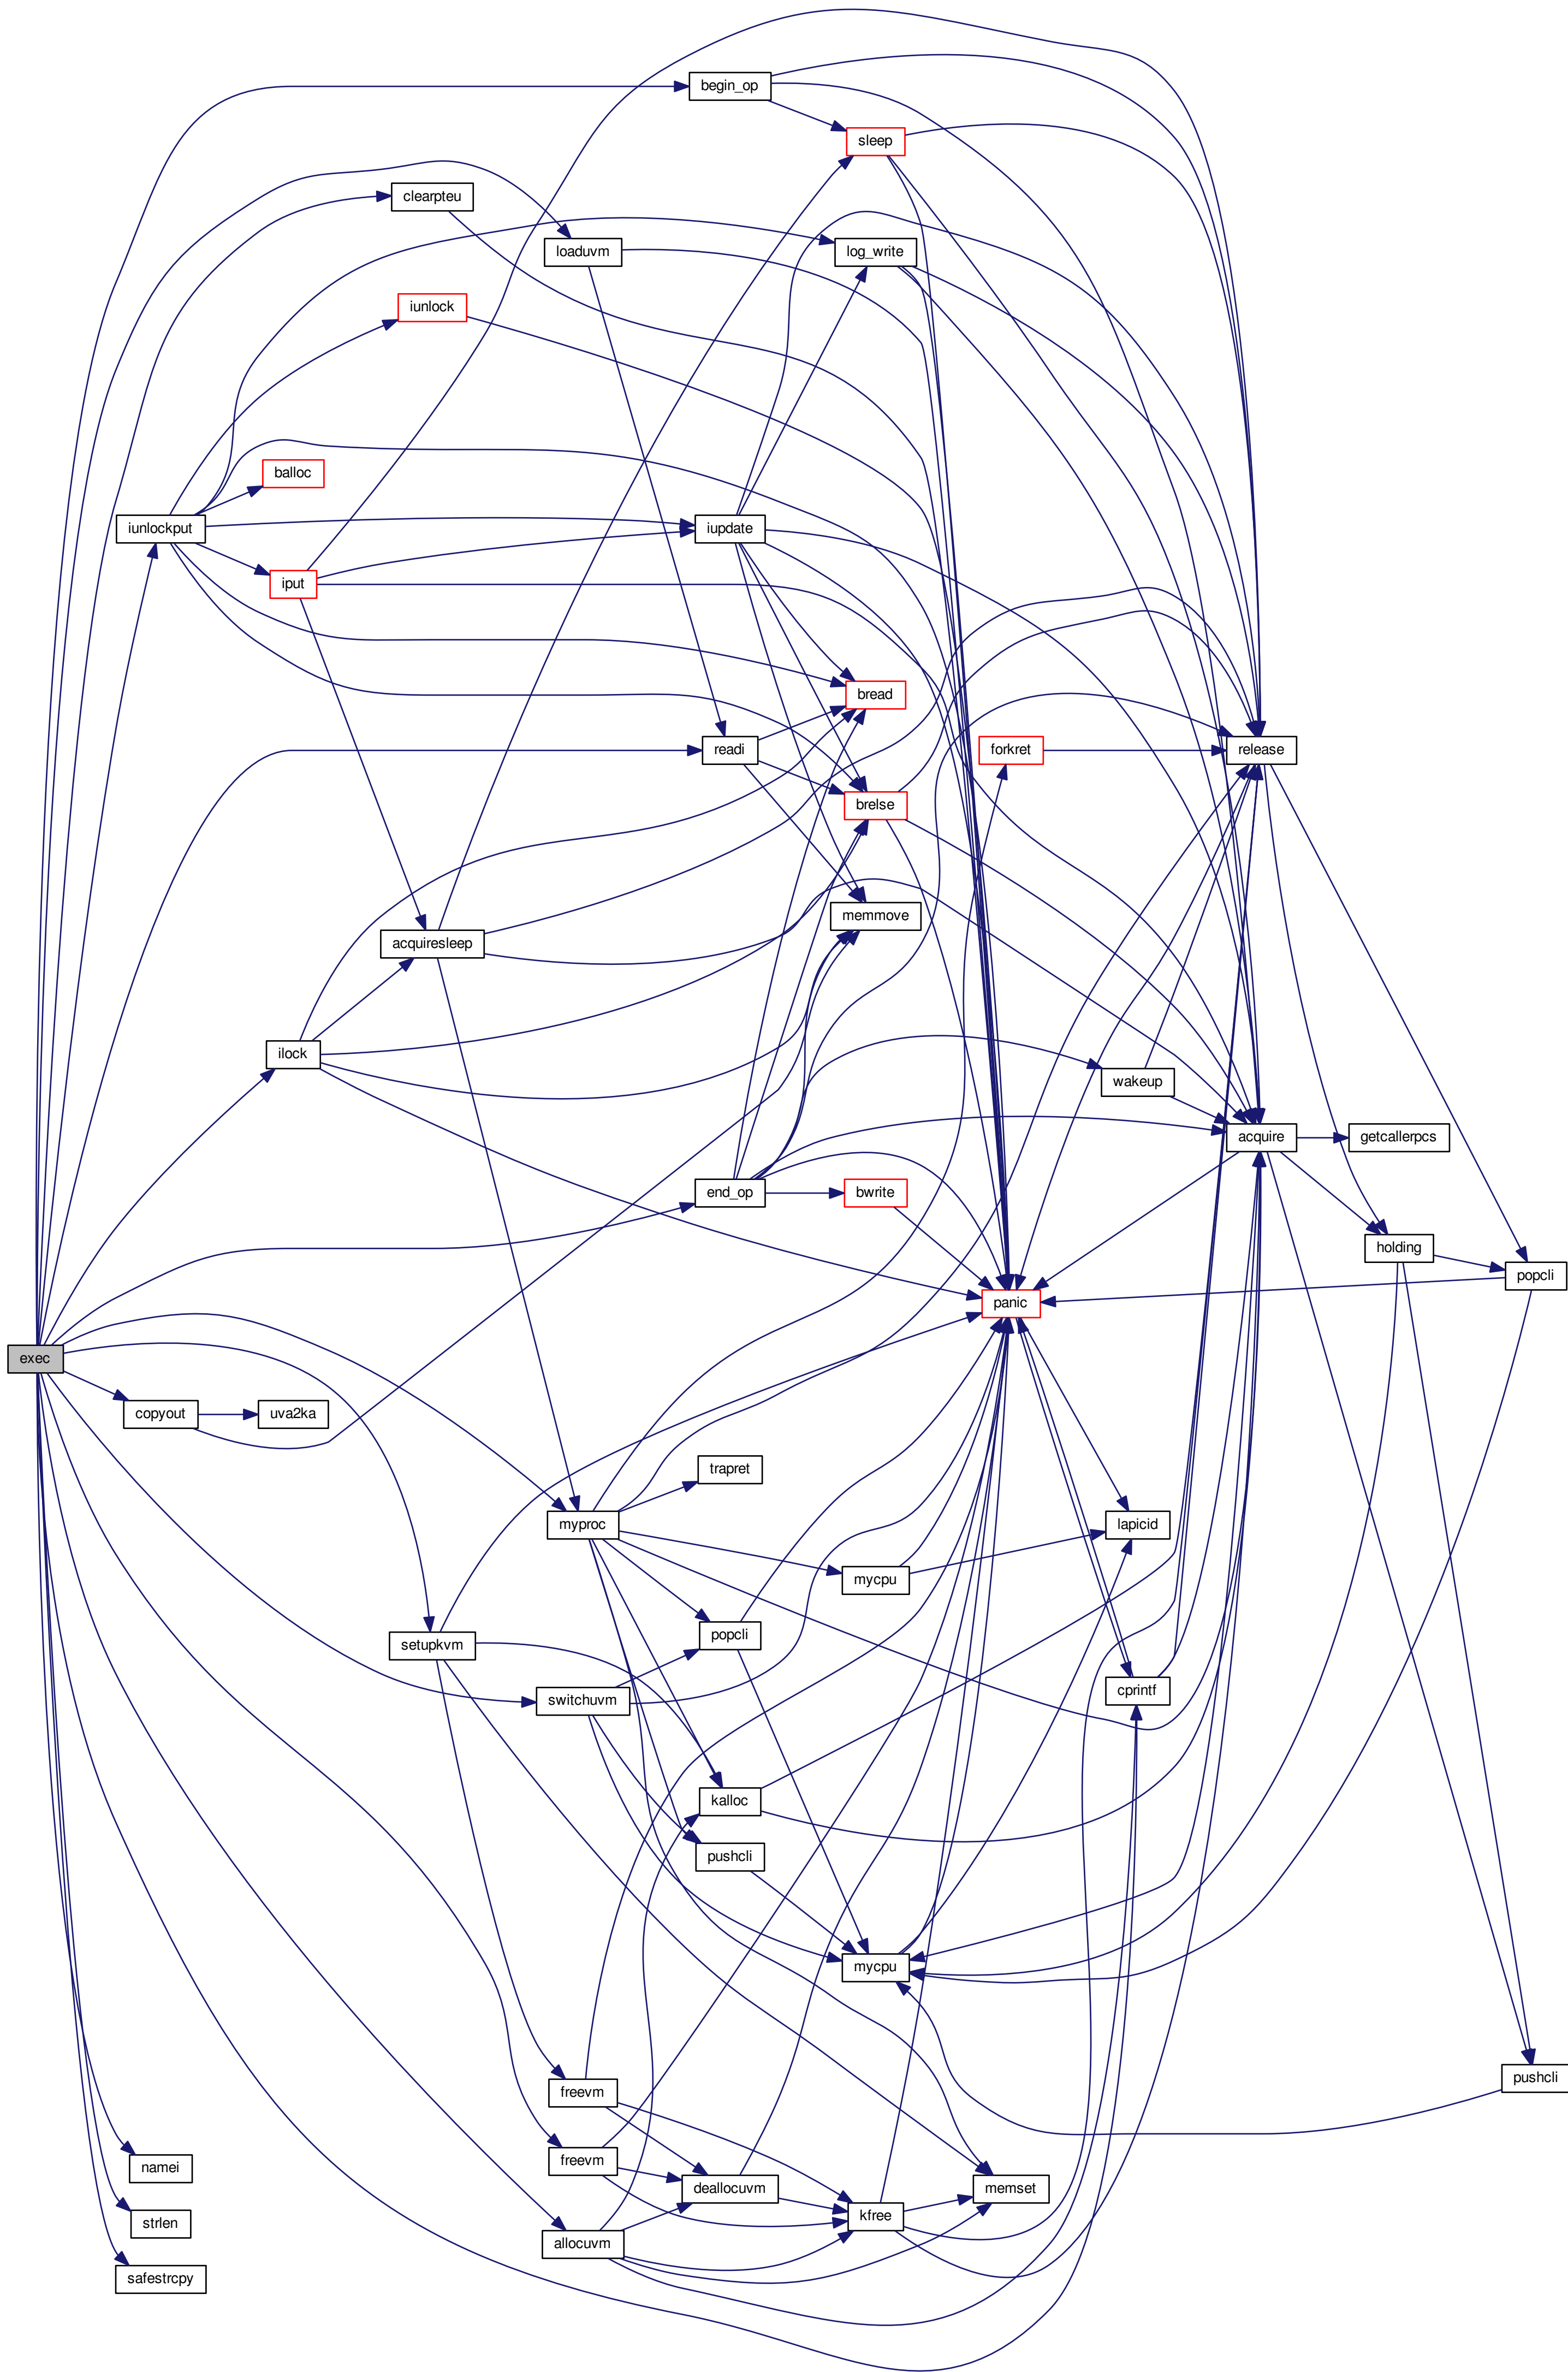 begin_op
sleep
clearpteu
loaduvm
log_write
iunlock
balloc
iunlockput
iupdate
iput
bread
readi
forkret
release
brelse
memmove
acquiresleep
ilock
wakeup
acquire
getcallerpcs
end_op
bwrite
holding
popcli
panic
exec
copyout
uva2ka
trapret
myproc
lapicid
mycpu
popcli
setupkvm
cprintf
switchuvm
kalloc
pushcli
mycpu
pushcli
freevm
freevm
namei
deallocuvm
memset
strlen
kfree
allocuvm
safestrcpy